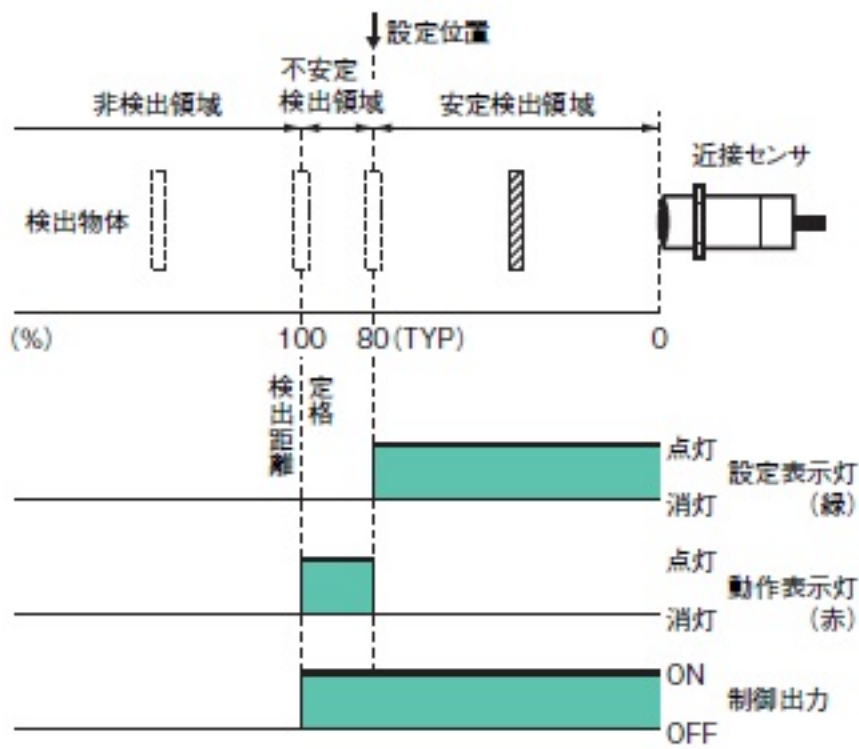 設定位置
不安定
非検出領域 検出領域 安定検出領域
近接センサ
検出物体
(%) 100 80(TYP) 0
定格
検出距離
点灯
設定表示灯
消灯 (緑)
点灯
動作表示灯
消灯 (赤)
ON
制御出力
OFF